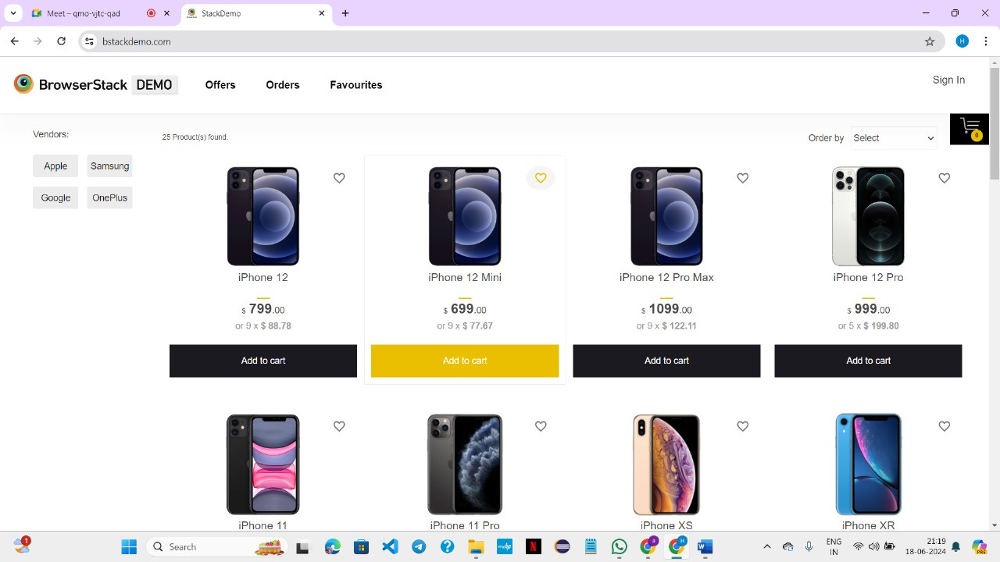 Meet – qmo-vjtc-qad
StackDemo
bstackdemo.com
H
BrowserStack DEMO
Offers
Orders
Favourites
Sign In
Vendors:
25 Product(s) found.
Order by
Select
0
Apple
Samsung
Google
OnePlus
iPhone 12
$ 799.00
or 9 x $ 88.78
Add to cart
iPhone 12 Mini
$ 699.00
or 9 x $ 77.67
Add to cart
iPhone 12 Pro Max
$ 1099.00
or 9 x $ 122.11
Add to cart
iPhone 12 Pro
$ 999.00
or 5 x $ 199.80
Add to cart
iPhone 11
iPhone 11 Pro
iPhone XS
iPhone XR
1
Search
ENG
IN
21:19
18-06-2024